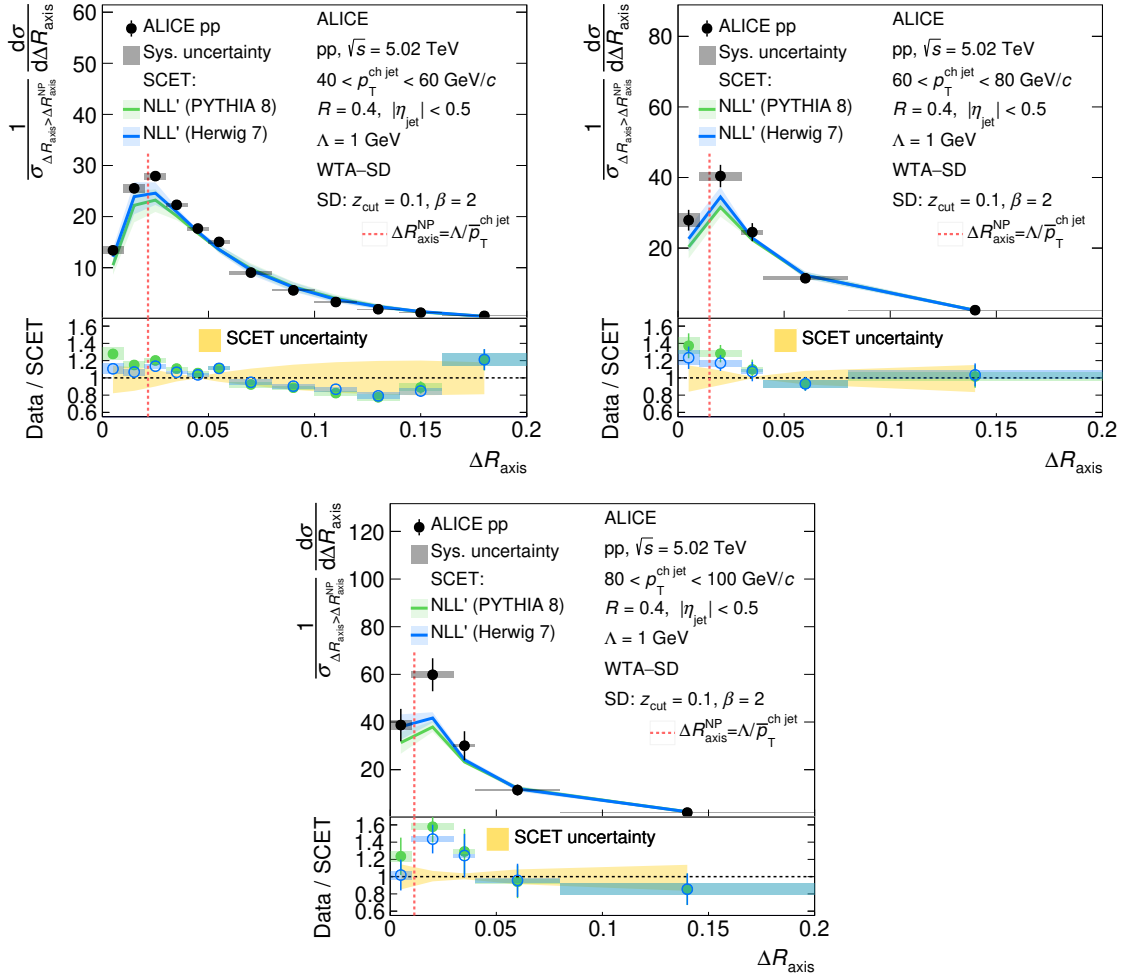 1/σ_{ΔR_axis>ΔR_axis^NP} dσ/dΔR_axis
60
50
40
30
20
10
ALICE pp
Sys. uncertainty
SCET:
NLL' (PYTHIA 8)
NLL' (Herwig 7)
ALICE
pp, √s = 5.02 TeV
40 < p_T^{ch jet} < 60 GeV/c
R = 0.4, |η_jet| < 0.5
Λ = 1 GeV
WTA–SD
SD: z_cut = 0.1, β = 2
ΔR_axis^NP=Λ/p̅_T^{ch jet}
Data / SCET
1.6
1.4
1.2
1
0.8
0.6
SCET uncertainty
0 0.05 0.1 0.15 0.2
ΔR_axis
1/σ_{ΔR_axis>ΔR_axis^NP} dσ/dΔR_axis
80
60
40
20
ALICE pp
Sys. uncertainty
SCET:
NLL' (PYTHIA 8)
NLL' (Herwig 7)
ALICE
pp, √s = 5.02 TeV
60 < p_T^{ch jet} < 80 GeV/c
R = 0.4, |η_jet| < 0.5
Λ = 1 GeV
WTA–SD
SD: z_cut = 0.1, β = 2
ΔR_axis^NP=Λ/p̅_T^{ch jet}
Data / SCET
1.6
1.4
1.2
1
0.8
0.6
SCET uncertainty
0 0.05 0.1 0.15 0.2
ΔR_axis
1/σ_{ΔR_axis>ΔR_axis^NP} dσ/dΔR_axis
120
100
80
60
40
20
ALICE pp
Sys. uncertainty
SCET:
NLL' (PYTHIA 8)
NLL' (Herwig 7)
ALICE
pp, √s = 5.02 TeV
80 < p_T^{ch jet} < 100 GeV/c
R = 0.4, |η_jet| < 0.5
Λ = 1 GeV
WTA–SD
SD: z_cut = 0.1, β = 2
ΔR_axis^NP=Λ/p̅_T^{ch jet}
Data / SCET
1.6
1.4
1.2
1
0.8
0.6
SCET uncertainty
0 0.05 0.1 0.15 0.2
ΔR_axis